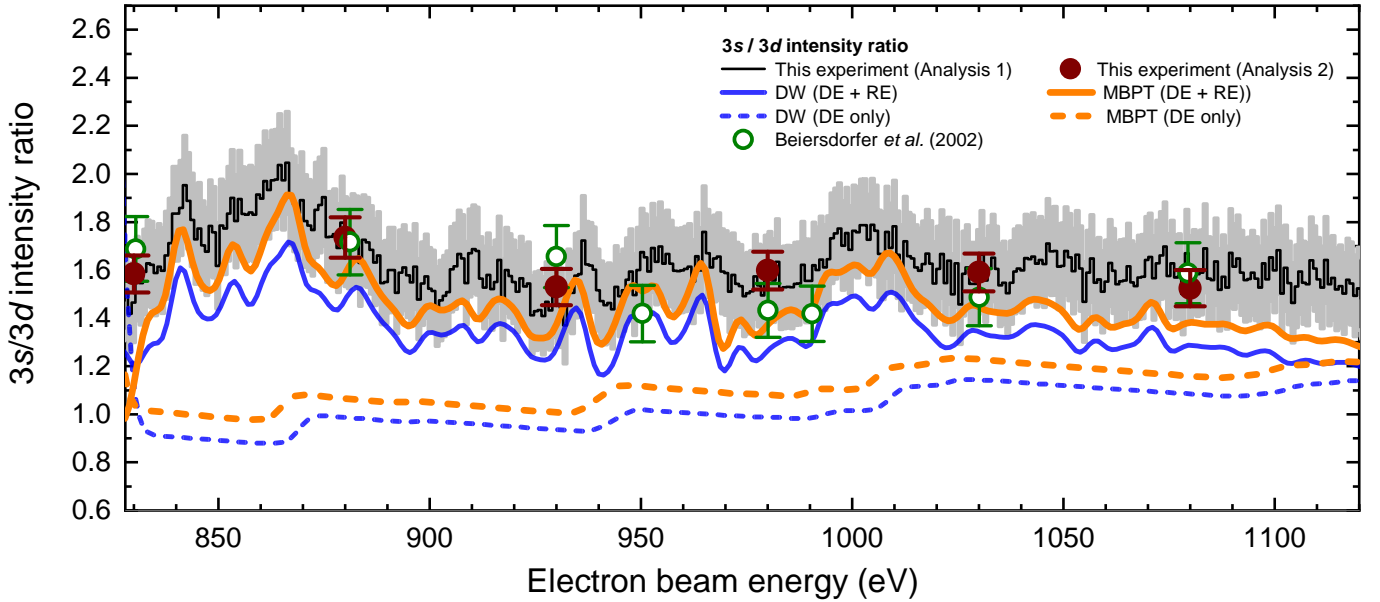 3s / 3d intensity ratio
This experiment (Analysis 1)
This experiment (Analysis 2)
DW (DE + RE)
MBPT (DE + RE))
DW (DE only)
MBPT (DE only)
Beiersdorfer et al. (2002)
3s/3d intensity ratio
2.6
2.4
2.2
2.0
1.8
1.6
1.4
1.2
1.0
0.8
0.6
850
900
950
1000
1050
1100
Electron beam energy (eV)